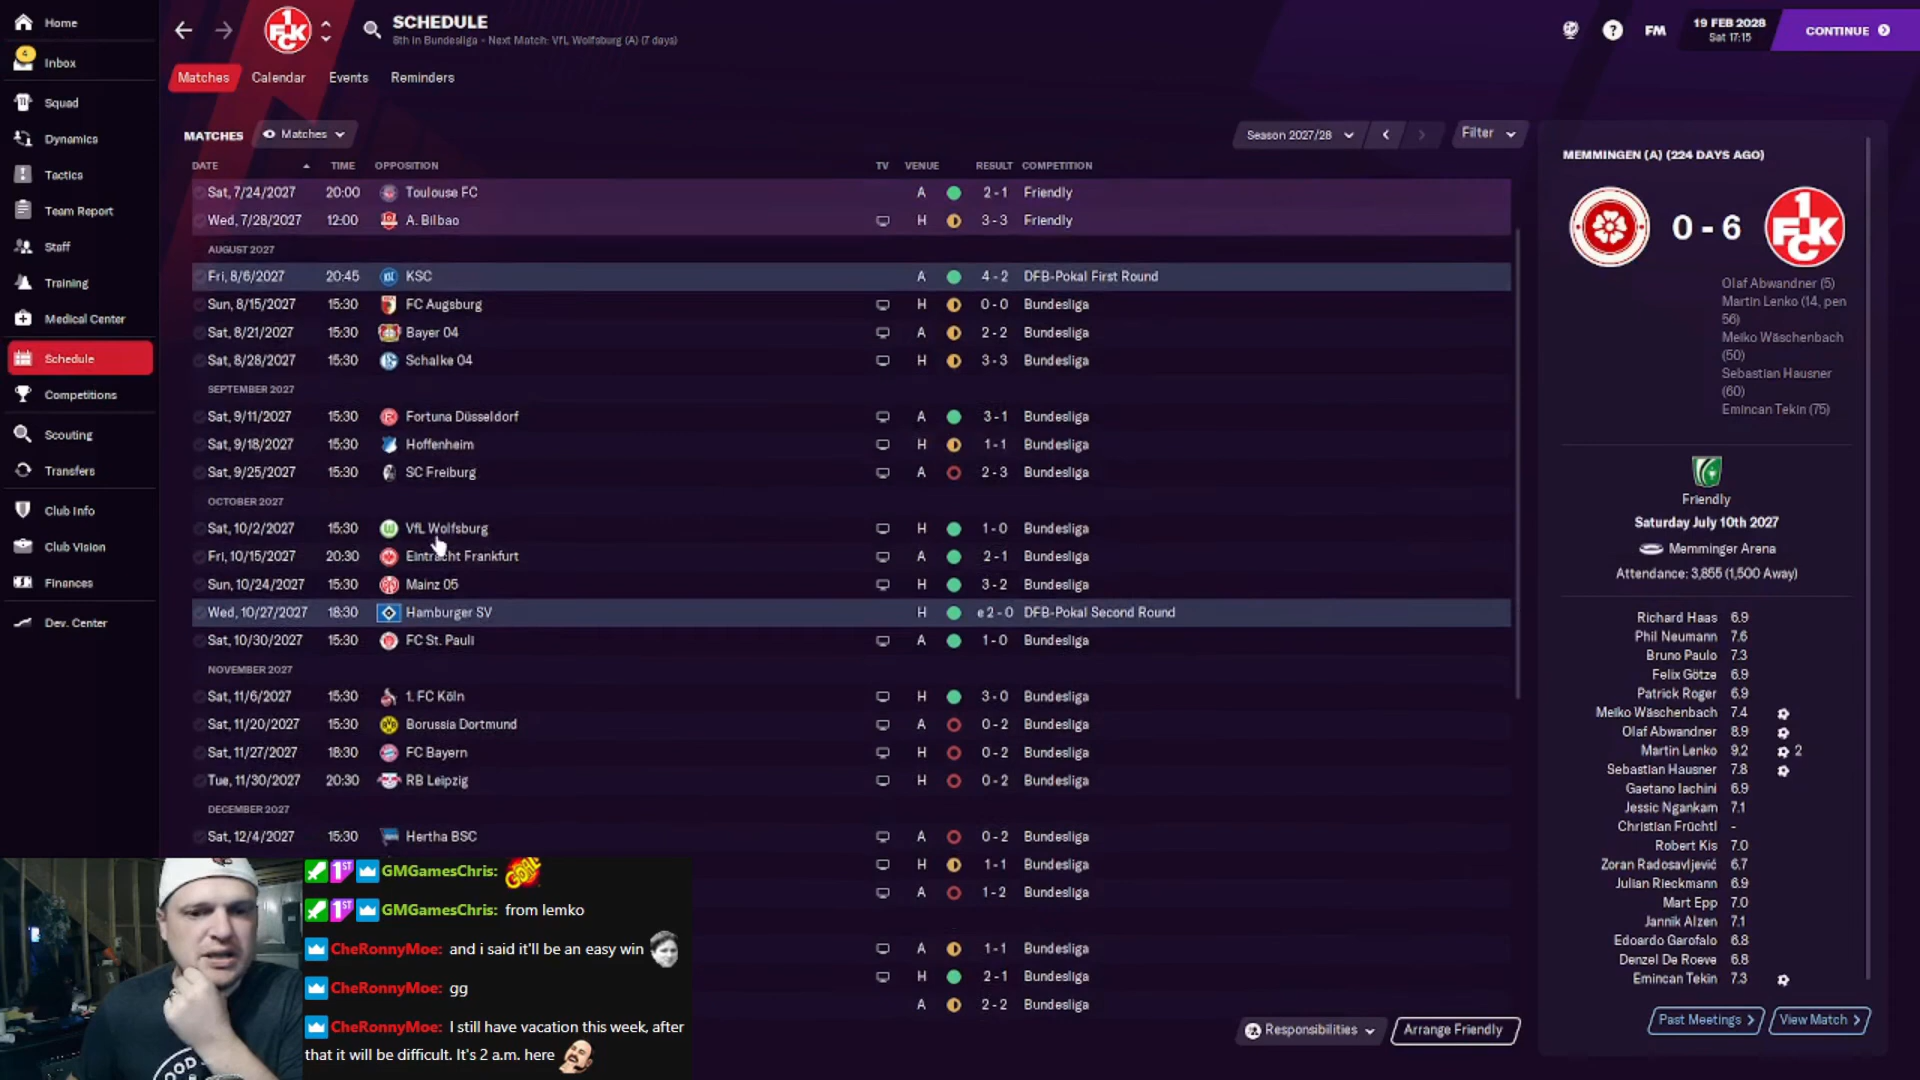 Home
Inbox
4
Squad
Dynamics
Tactics
Team Report
Staff
Training
Medical Center
Schedule
Competitions
Scouting
Transfers
Club Info
Club Vision
Finances
Dev. Center
SCHEDULE
8th in Bundesliga - Next Match: VfL Wolfsburg (A) (7 days)
FM
19 FEB 2028
Sat 17:15
CONTINUE
Matches Calendar Events Reminders
MATCHES Matches
Season 2027/28
Filter
DATE TIME OPPOSITION TV VENUE RESULT COMPETITION
Sat, 7/24/2027 20:00 Toulouse FC A 2 - 1 Friendly
Wed, 7/28/2027 12:00 A. Bilbao H 3 - 3 Friendly
AUGUST 2027
Fri, 8/6/2027 20:45 KSC A 4 - 2 DFB-Pokal First Round
Sun, 8/15/2027 15:30 FC Augsburg H 0 - 0 Bundesliga
Sat, 8/21/2027 15:30 Bayer 04 A 2 - 2 Bundesliga
Sat, 8/28/2027 15:30 Schalke 04 H 3 - 3 Bundesliga
SEPTEMBER 2027
Sat, 9/11/2027 15:30 Fortuna Düsseldorf A 3 - 1 Bundesliga
Sat, 9/18/2027 15:30 Hoffenheim H 1 - 1 Bundesliga
Sat, 9/25/2027 15:30 SC Freiburg A 2 - 3 Bundesliga
OCTOBER 2027
Sat, 10/2/2027 15:30 VfL Wolfsburg H 1 - 0 Bundesliga
Fri, 10/15/2027 20:30 Eintracht Frankfurt A 2 - 1 Bundesliga
Sun, 10/24/2027 15:30 Mainz 05 H 3 - 2 Bundesliga
Wed, 10/27/2027 18:30 Hamburger SV H e 2 - 0 DFB-Pokal Second Round
Sat, 10/30/2027 15:30 FC St. Pauli A 1 - 0 Bundesliga
NOVEMBER 2027
Sat, 11/6/2027 15:30 1. FC Köln H 3 - 0 Bundesliga
Sat, 11/20/2027 15:30 Borussia Dortmund A 0 - 2 Bundesliga
Sat, 11/27/2027 18:30 FC Bayern H 0 - 2 Bundesliga
Tue, 11/30/2027 20:30 RB Leipzig H 0 - 2 Bundesliga
DECEMBER 2027
Sat, 12/4/2027 15:30 Hertha BSC A 0 - 2 Bundesliga
H 1 - 1 Bundesliga
A 1 - 2 Bundesliga
A 1 - 1 Bundesliga
H 2 - 1 Bundesliga
A 2 - 2 Bundesliga
Responsibilities
Arrange Friendly
GMGamesChris: GOAL
GMGamesChris: from lemko
CheRonnyMoe: and i said it'll be an easy win
CheRonnyMoe: gg
CheRonnyMoe: I still have vacation this week, after
that it will be difficult. It's 2 a.m. here
MEMMINGEN (A) (224 DAYS AGO)
0 - 6
Olaf Abwandner (5)
Martin Lenko (14, pen
56)
Meiko Wäschenbach
(50)
Sebastian Hausner
(60)
Emincan Tekin (75)
Friendly
Saturday July 10th 2027
Memminger Arena
Attendance: 3,855 (1,500 Away)
Richard Haas 6.9
Phil Neumann 7.6
Bruno Paulo 7.3
Felix Götze 6.9
Patrick Roger 6.9
Meiko Wäschenbach 7.4
Olaf Abwandner 8.9
Martin Lenko 9.2 2
Sebastian Hausner 7.8
Gaetano Iachini 6.9
Jessic Ngankam 7.1
Christian Früchtl -
Robert Kis 7.0
Zoran Radosavljević 6.7
Julian Rieckmann 6.9
Mart Epp 7.0
Jannik Alzen 7.1
Edoardo Garofalo 6.8
Denzel De Roeve 6.8
Emincan Tekin 7.3
Past Meetings
View Match